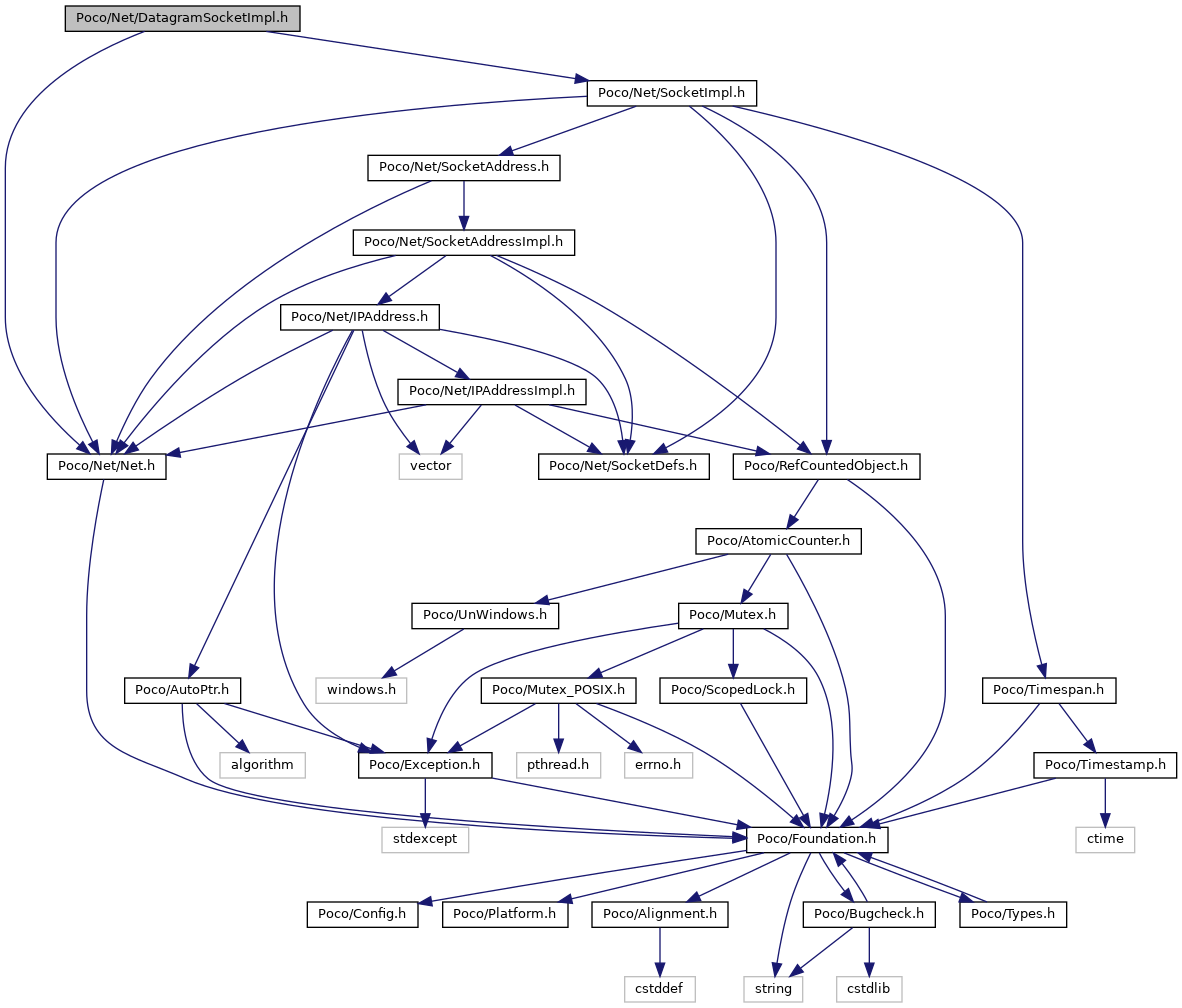 Poco/Net/DatagramSocketImpl.h
Poco/Net/SocketImpl.h
Poco/Net/SocketAddress.h
Poco/Net/SocketAddressImpl.h
Poco/Net/IPAddress.h
Poco/Net/IPAddressImpl.h
Poco/Net/Net.h
vector
Poco/Net/SocketDefs.h
Poco/RefCountedObject.h
Poco/AtomicCounter.h
Poco/UnWindows.h
Poco/Mutex.h
Poco/AutoPtr.h
windows.h
Poco/Mutex_POSIX.h
Poco/ScopedLock.h
Poco/Timespan.h
algorithm
Poco/Exception.h
pthread.h
errno.h
Poco/Timestamp.h
stdexcept
Poco/Foundation.h
ctime
Poco/Config.h
Poco/Platform.h
Poco/Alignment.h
Poco/Bugcheck.h
Poco/Types.h
cstddef
string
cstdlib